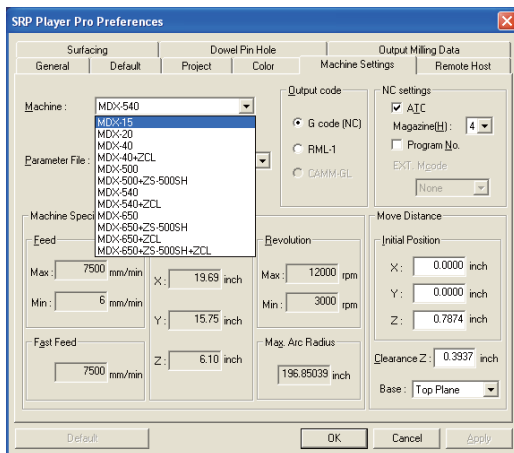 SRP Player Pro Preferences
Surfacing
Dowel Pin Hole
Output Milling Data
General
Default
Project
Color
Machine Settings
Remote Host
Machine :
MDX-540
MDX-15
MDX-20
MDX-40
MDX-40+ZCL
MDX-500
MDX-500+ZS-500SH
MDX-540
MDX-540+ZCL
MDX-650
MDX-650+ZS-500SH
MDX-650+ZCL
MDX-650+ZS-500SH+ZCL
Parameter File :
Output code
G code (NC)
RML-1
CAMM-GL
NC settings
ATC
Magazine(H) : 4
Program No.
EXT. Mcode
None
Machine Speci
Feed
Max : 7500 mm/min
Min : 6 mm/min
Fast Feed
7500 mm/min
X : 19.69 inch
Y : 15.75 inch
Z : 6.10 inch
Revolution
Max : 12000 rpm
Min : 3000 rpm
Max. Arc Radius
196.85039 inch
Move Distance
Initial Position
X : 0.0000 inch
Y : 0.0000 inch
Z : 0.7874 inch
Clearance Z : 0.3937 inch
Base : Top Plane
Default
OK
Cancel
Apply